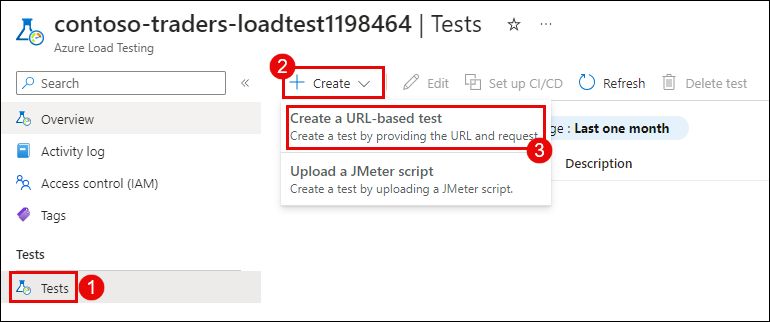 contoso-traders-loadtest1198464 | Tests
Azure Load Testing
Search
2
Create
Edit
Set up CI/CD
Refresh
Delete test
Overview
Activity log
Access control (IAM)
Tags
Tests
Tests
1
Create a URL-based test
Create a test by providing the URL and request
3
Upload a JMeter script
Create a test by uploading a JMeter script.
ge : Last one month
Description